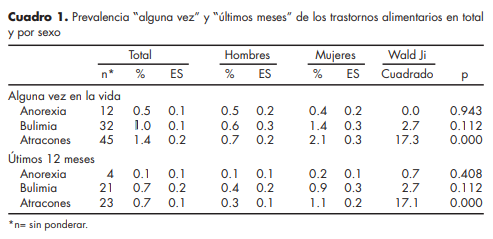 Cuadro 1. Prevalencia “alguna vez” y “últimos meses” de los trastornos alimentarios en total
y por sexo
Total Hombres Mujeres Wald Ji
n* % ES % ES % ES Cuadrado p
Alguna vez en la vida
Anorexia 12 0.5 0.1 0.5 0.2 0.4 0.2 0.0 0.943
Bulimia 32 1.0 0.1 0.6 0.3 1.4 0.3 2.7 0.112
Atracones 45 1.4 0.2 0.7 0.2 2.1 0.3 17.3 0.000
Útimos 12 meses
Anorexia 4 0.1 0.1 0.1 0.1 0.2 0.1 0.7 0.408
Bulimia 21 0.7 0.2 0.4 0.2 0.9 0.3 2.7 0.112
Atracones 23 0.7 0.1 0.3 0.1 1.1 0.2 17.1 0.000
*n= sin ponderar.